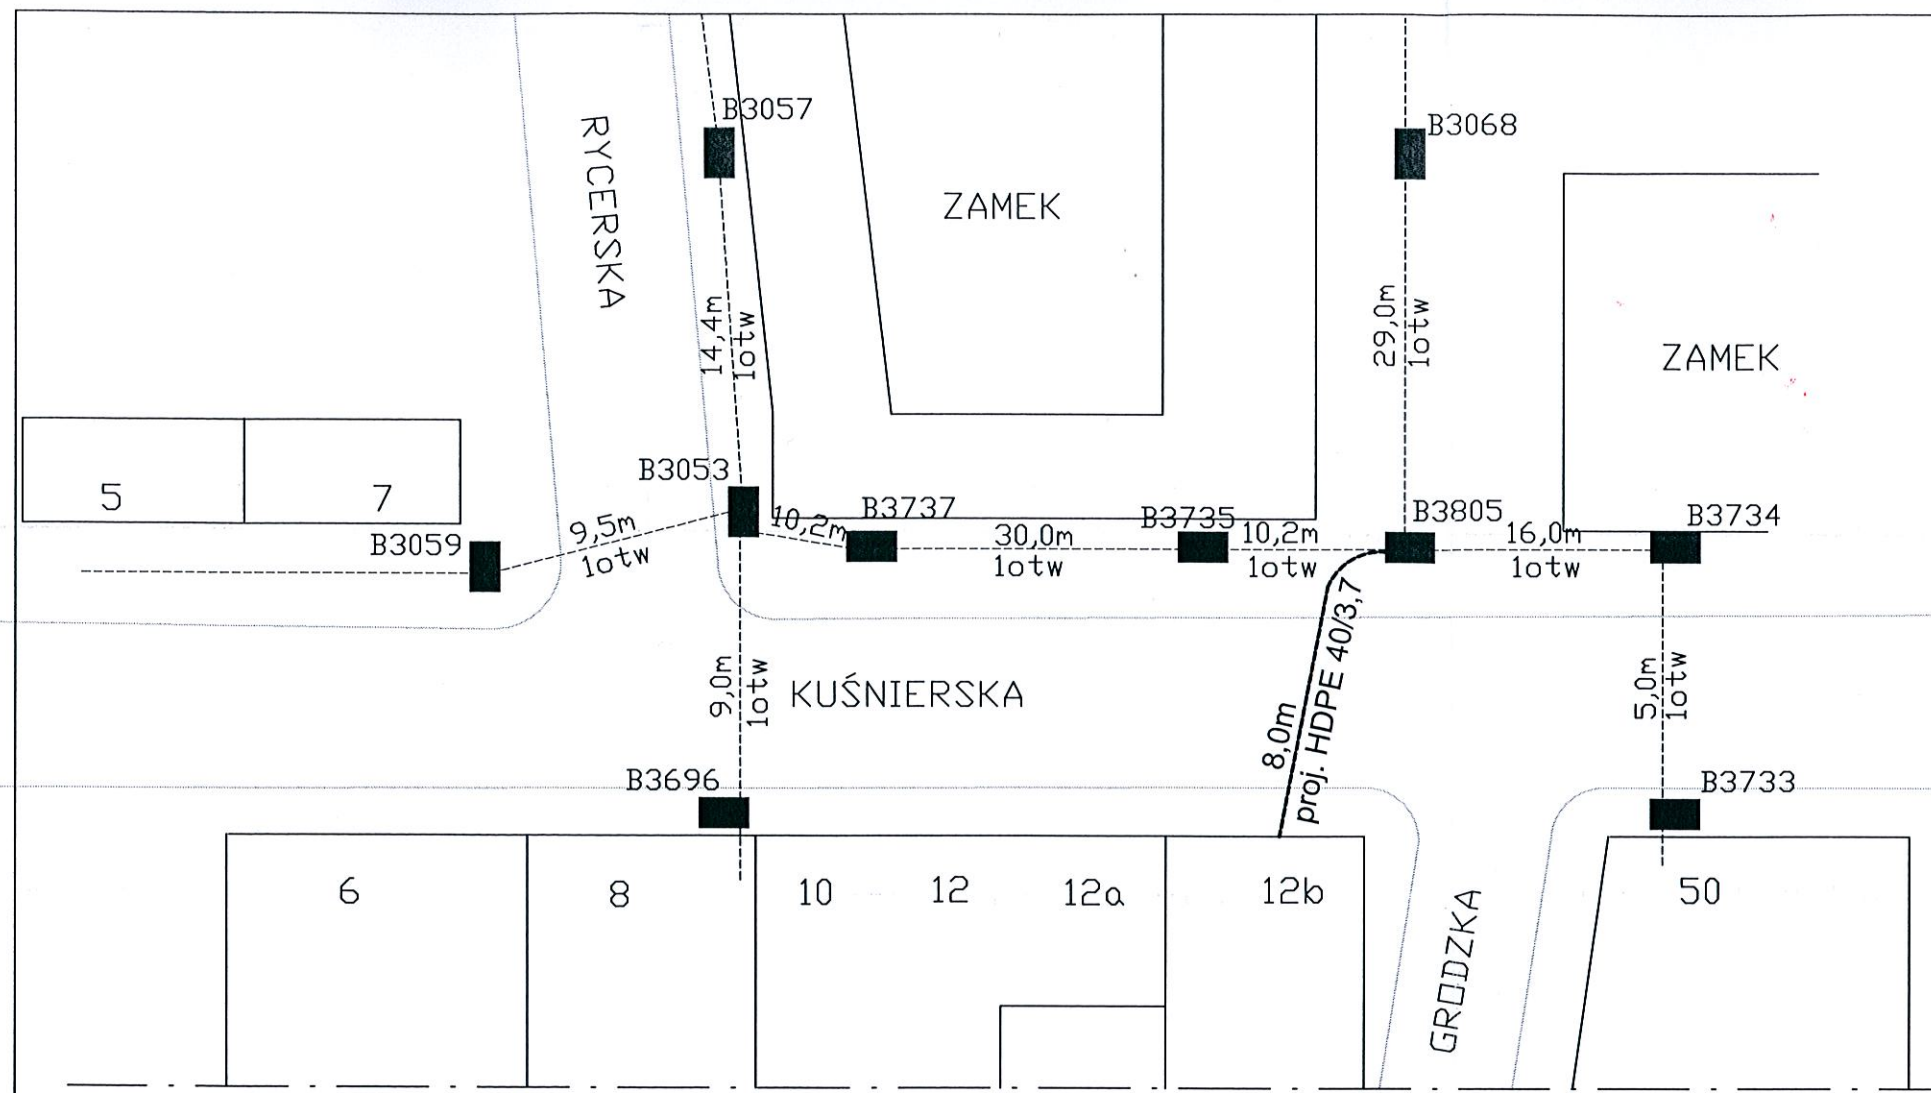 B3057
B3068
RYCERSKA
ZAMEK
14,4m
1otw
29,0m
1otw
ZAMEK
B3053
5
7
B3059
9,5m
1otw
10,2m
B3737
30,0m
1otw
B3735
10,2m
1otw
B3805
16,0m
1otw
B3734
9,0m
1otw
KUŚNIERSKA
8,0m
proj. HDPE 40/3,7
5,0m
1otw
B3696
B3733
6
8
10
12
12a
12b
GRODZKA
50